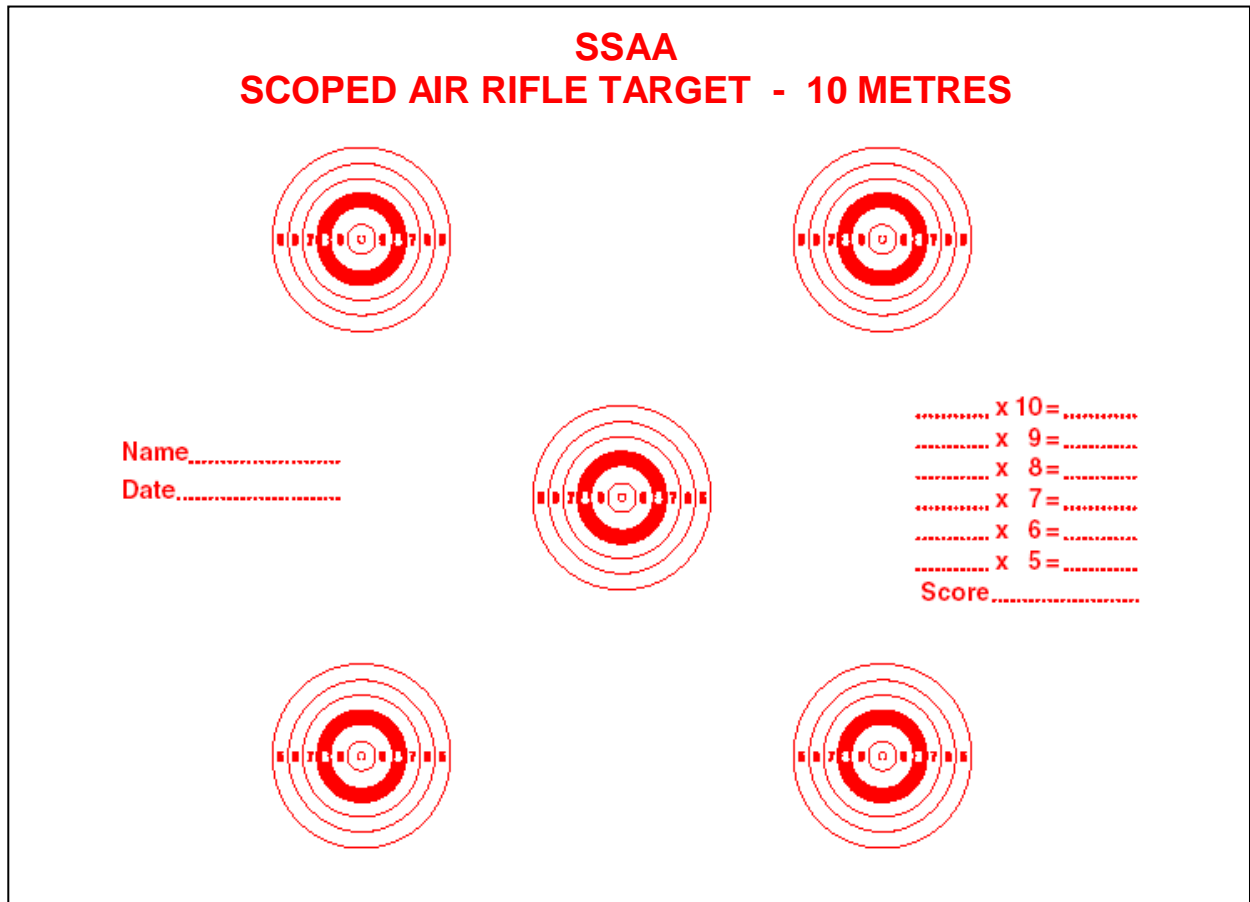 SSAA
SCOPED AIR RIFLE TARGET - 10 METRES
Name......................
Date......................
.......... x 10 = ..........
.......... x 9 = ..........
.......... x 8 = ..........
.......... x 7 = ..........
.......... x 6 = ..........
.......... x 5 = ..........
Score......................